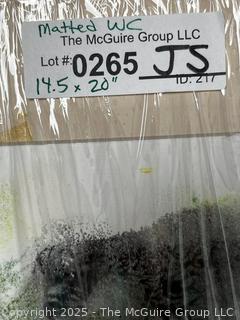 Matted WC
The McGuire Group LLC
Lot #: 0265 JS
14.5 x 20" ID: 217
Copyright © 2025 - The McGuire Group LLC